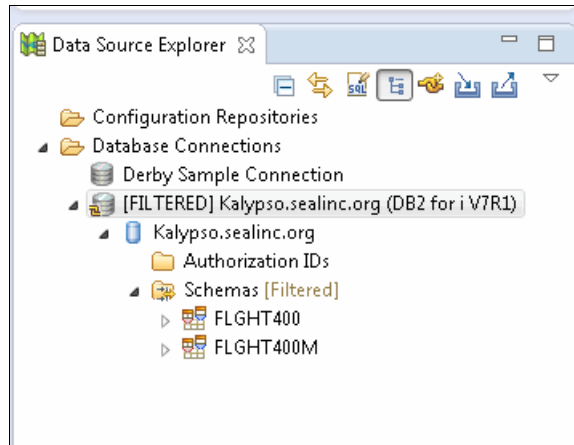 Data Source Explorer
SQL
Configuration Repositories
Database Connections
Derby Sample Connection
[FILTERED] Kalypso.sealinc.org (DB2 for i V7R1)
Kalypso.sealinc.org
Authorization IDs
Schemas [Filtered]
FLGHT400
FLGHT400M